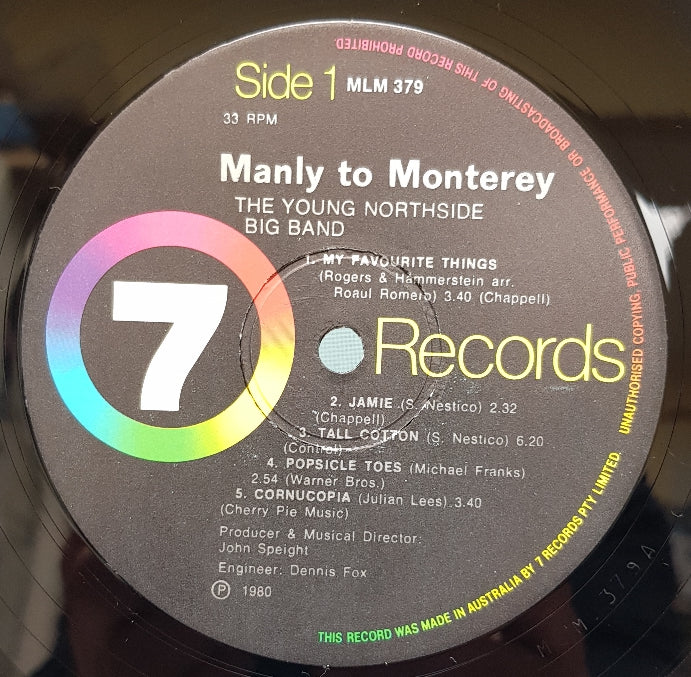 Side 1 MLM 379
33 RPM
Manly to Monterey
THE YOUNG NORTHSIDE
BIG BAND
1. MY FAVOURITE THINGS
(Rogers & Hammerstein arr.
Roaul Romero) 3.40 (Chappell)
7 Records
2. JAMIE (S. Nestico) 2.32
(Chappell)
3. TALL COTTON (S. Nestico) 6.20
(Control)
4. POPSICLE TOES (Michael Franks)
2.54 (Warner Bros.)
5. CORNUCOPIA (Julian Lees) 3.40
(Cherry Pie Music)
Producer & Musical Director:
John Speight
Engineer: Dennis Fox
Ⓟ 1980
THIS RECORD WAS MADE IN AUSTRALIA BY 7 RECORDS PTY LIMITED. UNAUTHORISED COPYING, PUBLIC PERFORMANCE OR BROADCASTING OF THIS RECORD PROHIBITED
M.M. 379 A